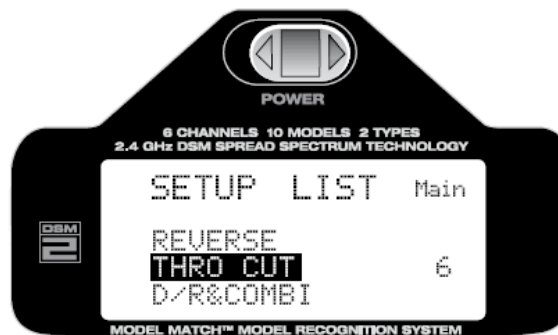 POWER
6 CHANNELS 10 MODELS 2 TYPES
2.4 GHz DSM SPREAD SPECTRUM TECHNOLOGY
SETUP LIST Main
DSM
2
REVERSE
THRO CUT 6
D/R&COMBI
MODEL MATCH™ MODEL RECOGNITION SYSTEM